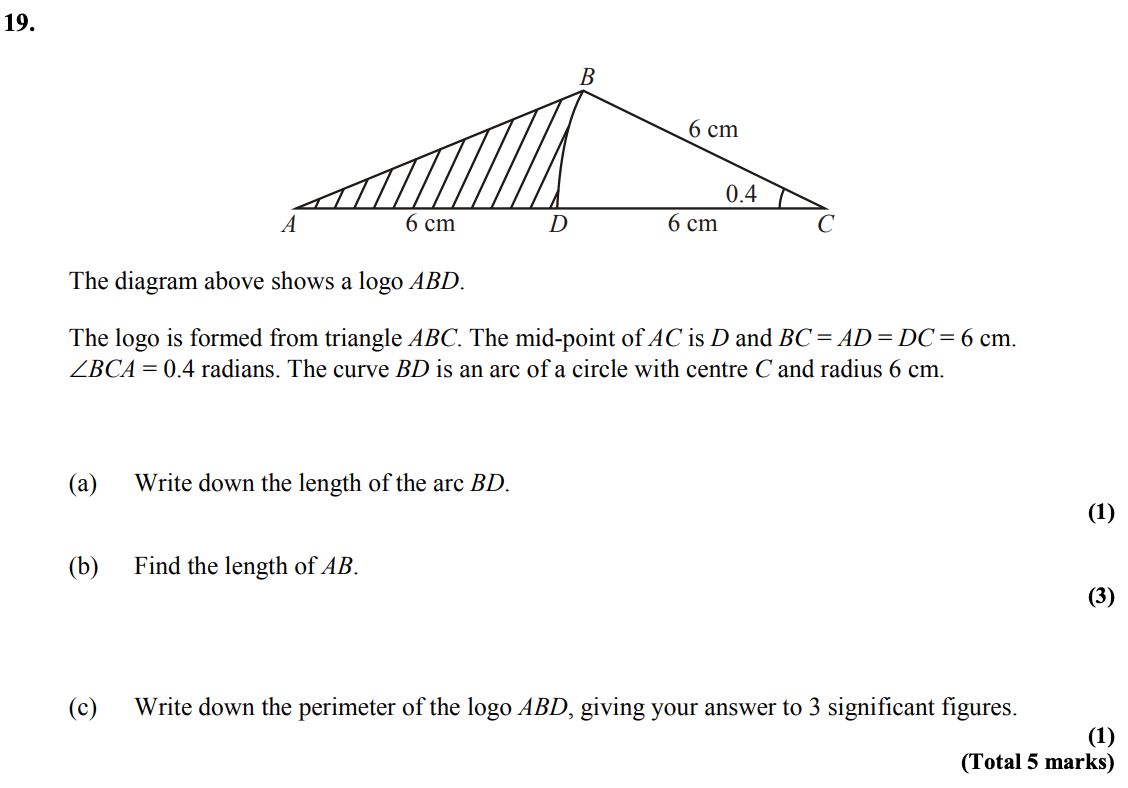 19.
B
6 cm
0.4
A 6 cm D 6 cm C
The diagram above shows a logo ABD.
The logo is formed from triangle ABC. The mid-point of AC is D and BC = AD = DC = 6 cm.
∠BCA = 0.4 radians. The curve BD is an arc of a circle with centre C and radius 6 cm.
(a) Write down the length of the arc BD.
(1)
(b) Find the length of AB.
(3)
(c) Write down the perimeter of the logo ABD, giving your answer to 3 significant figures.
(1)
(Total 5 marks)